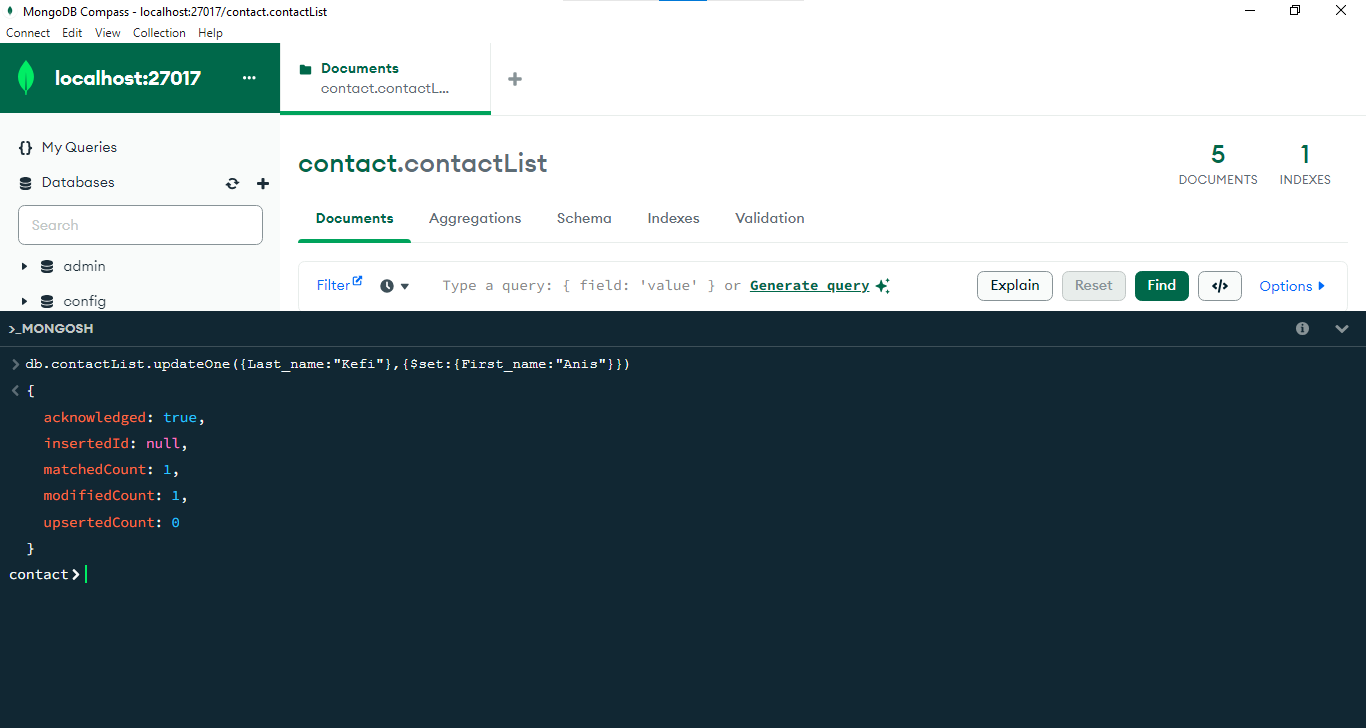 MongoDB Compass - localhost:27017/contact.contactList
Connect Edit View Collection Help
localhost:27017 ···
Documents
contact.contactL...
{} My Queries
Databases
Search
admin
config
contact.contactList
5
DOCUMENTS
1
INDEXES
Documents Aggregations Schema Indexes Validation
Filter Type a query: { field: 'value' } or Generate query Explain Reset Find </> Options
>_MONGOSH
> db.contactList.updateOne({Last_name:"Kefi"},{$set:{First_name:"Anis"}})
< {
acknowledged: true,
insertedId: null,
matchedCount: 1,
modifiedCount: 1,
upsertedCount: 0
}
contact>